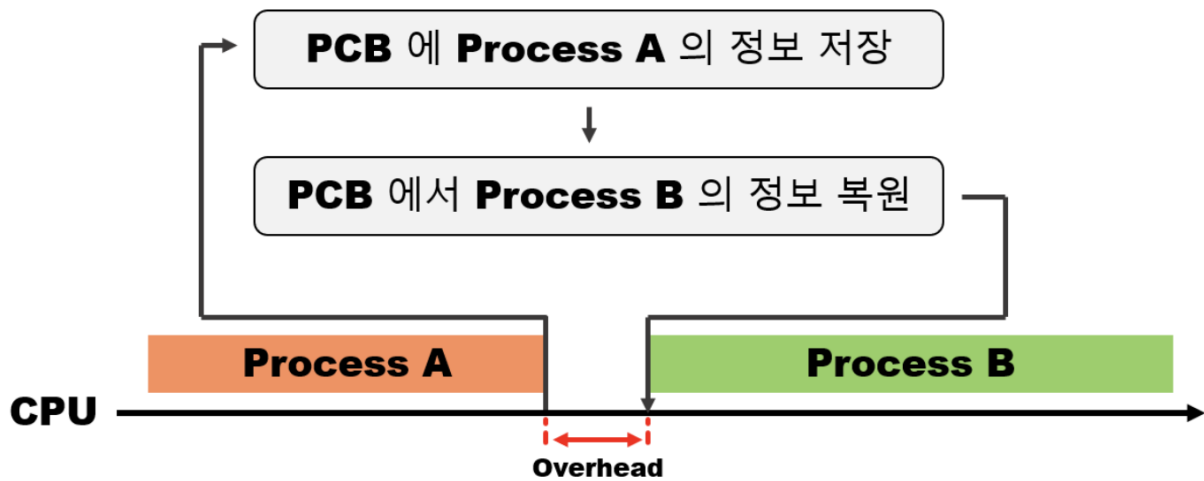 PCB 에 Process A 의 정보 저장
PCB 에서 Process B 의 정보 복원
Process A
Process B
CPU
Overhead